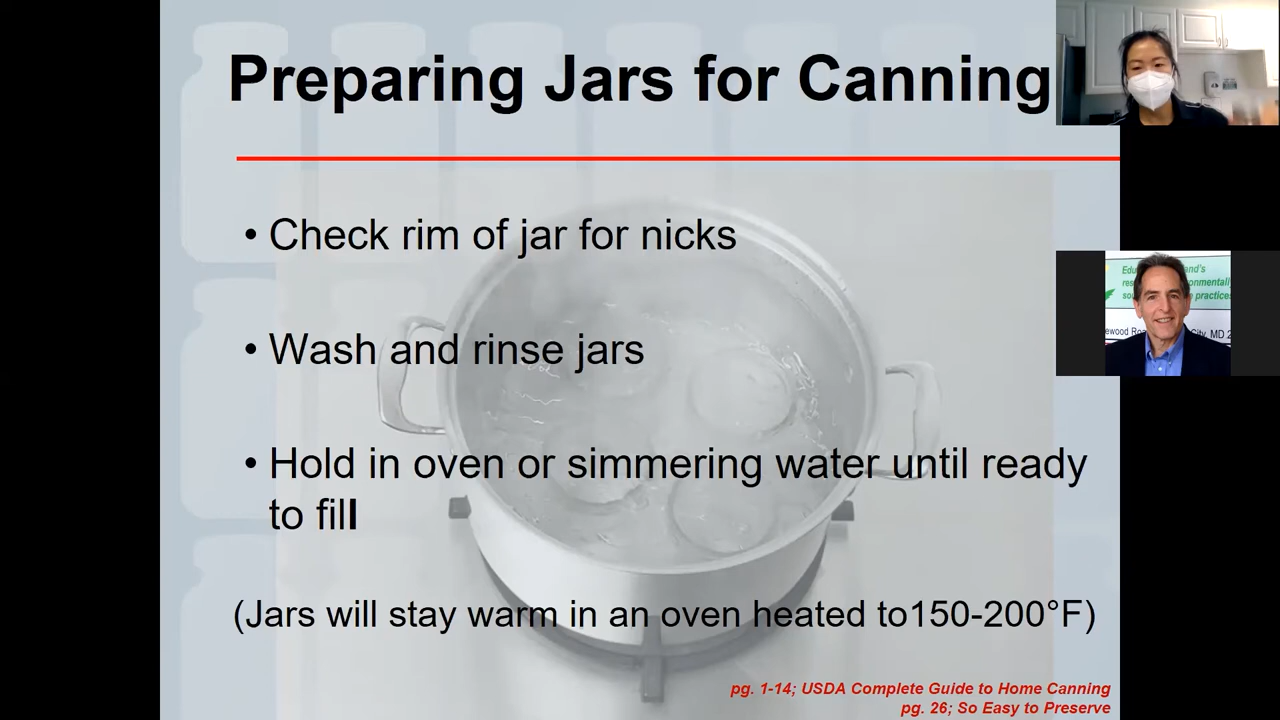 Preparing Jars for Canning
• Check rim of jar for nicks
• Wash and rinse jars
• Hold in oven or simmering water until ready
to fill
(Jars will stay warm in an oven heated to150-200°F)
pg. 1-14; USDA Complete Guide to Home Canning
pg. 26; So Easy to Preserve
City, MD